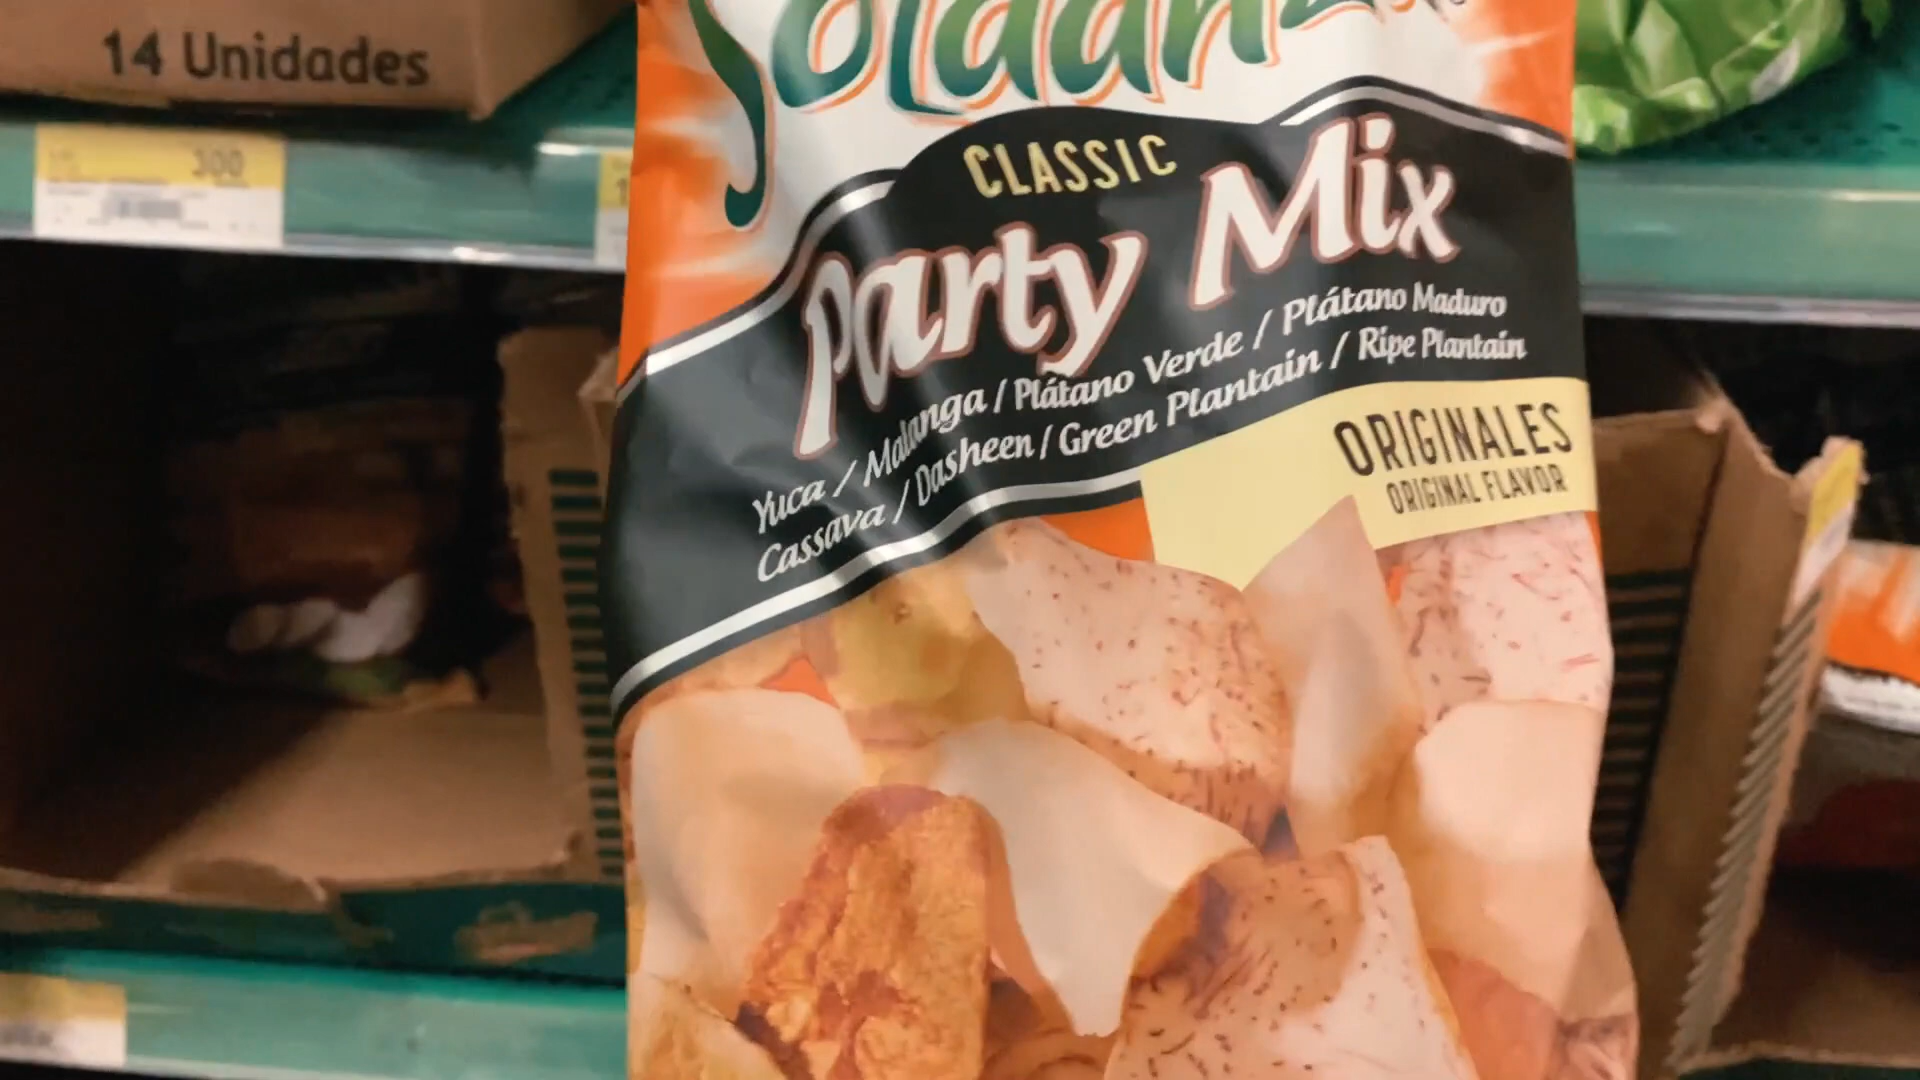 14 Unidades
300
CLASSIC
Party Mix
Yuca / Malanga / Plátano Verde / Plátano Maduro
Cassava / Dasheen / Green Plantain / Ripe Plantain
ORIGINALES
ORIGINAL FLAVOR